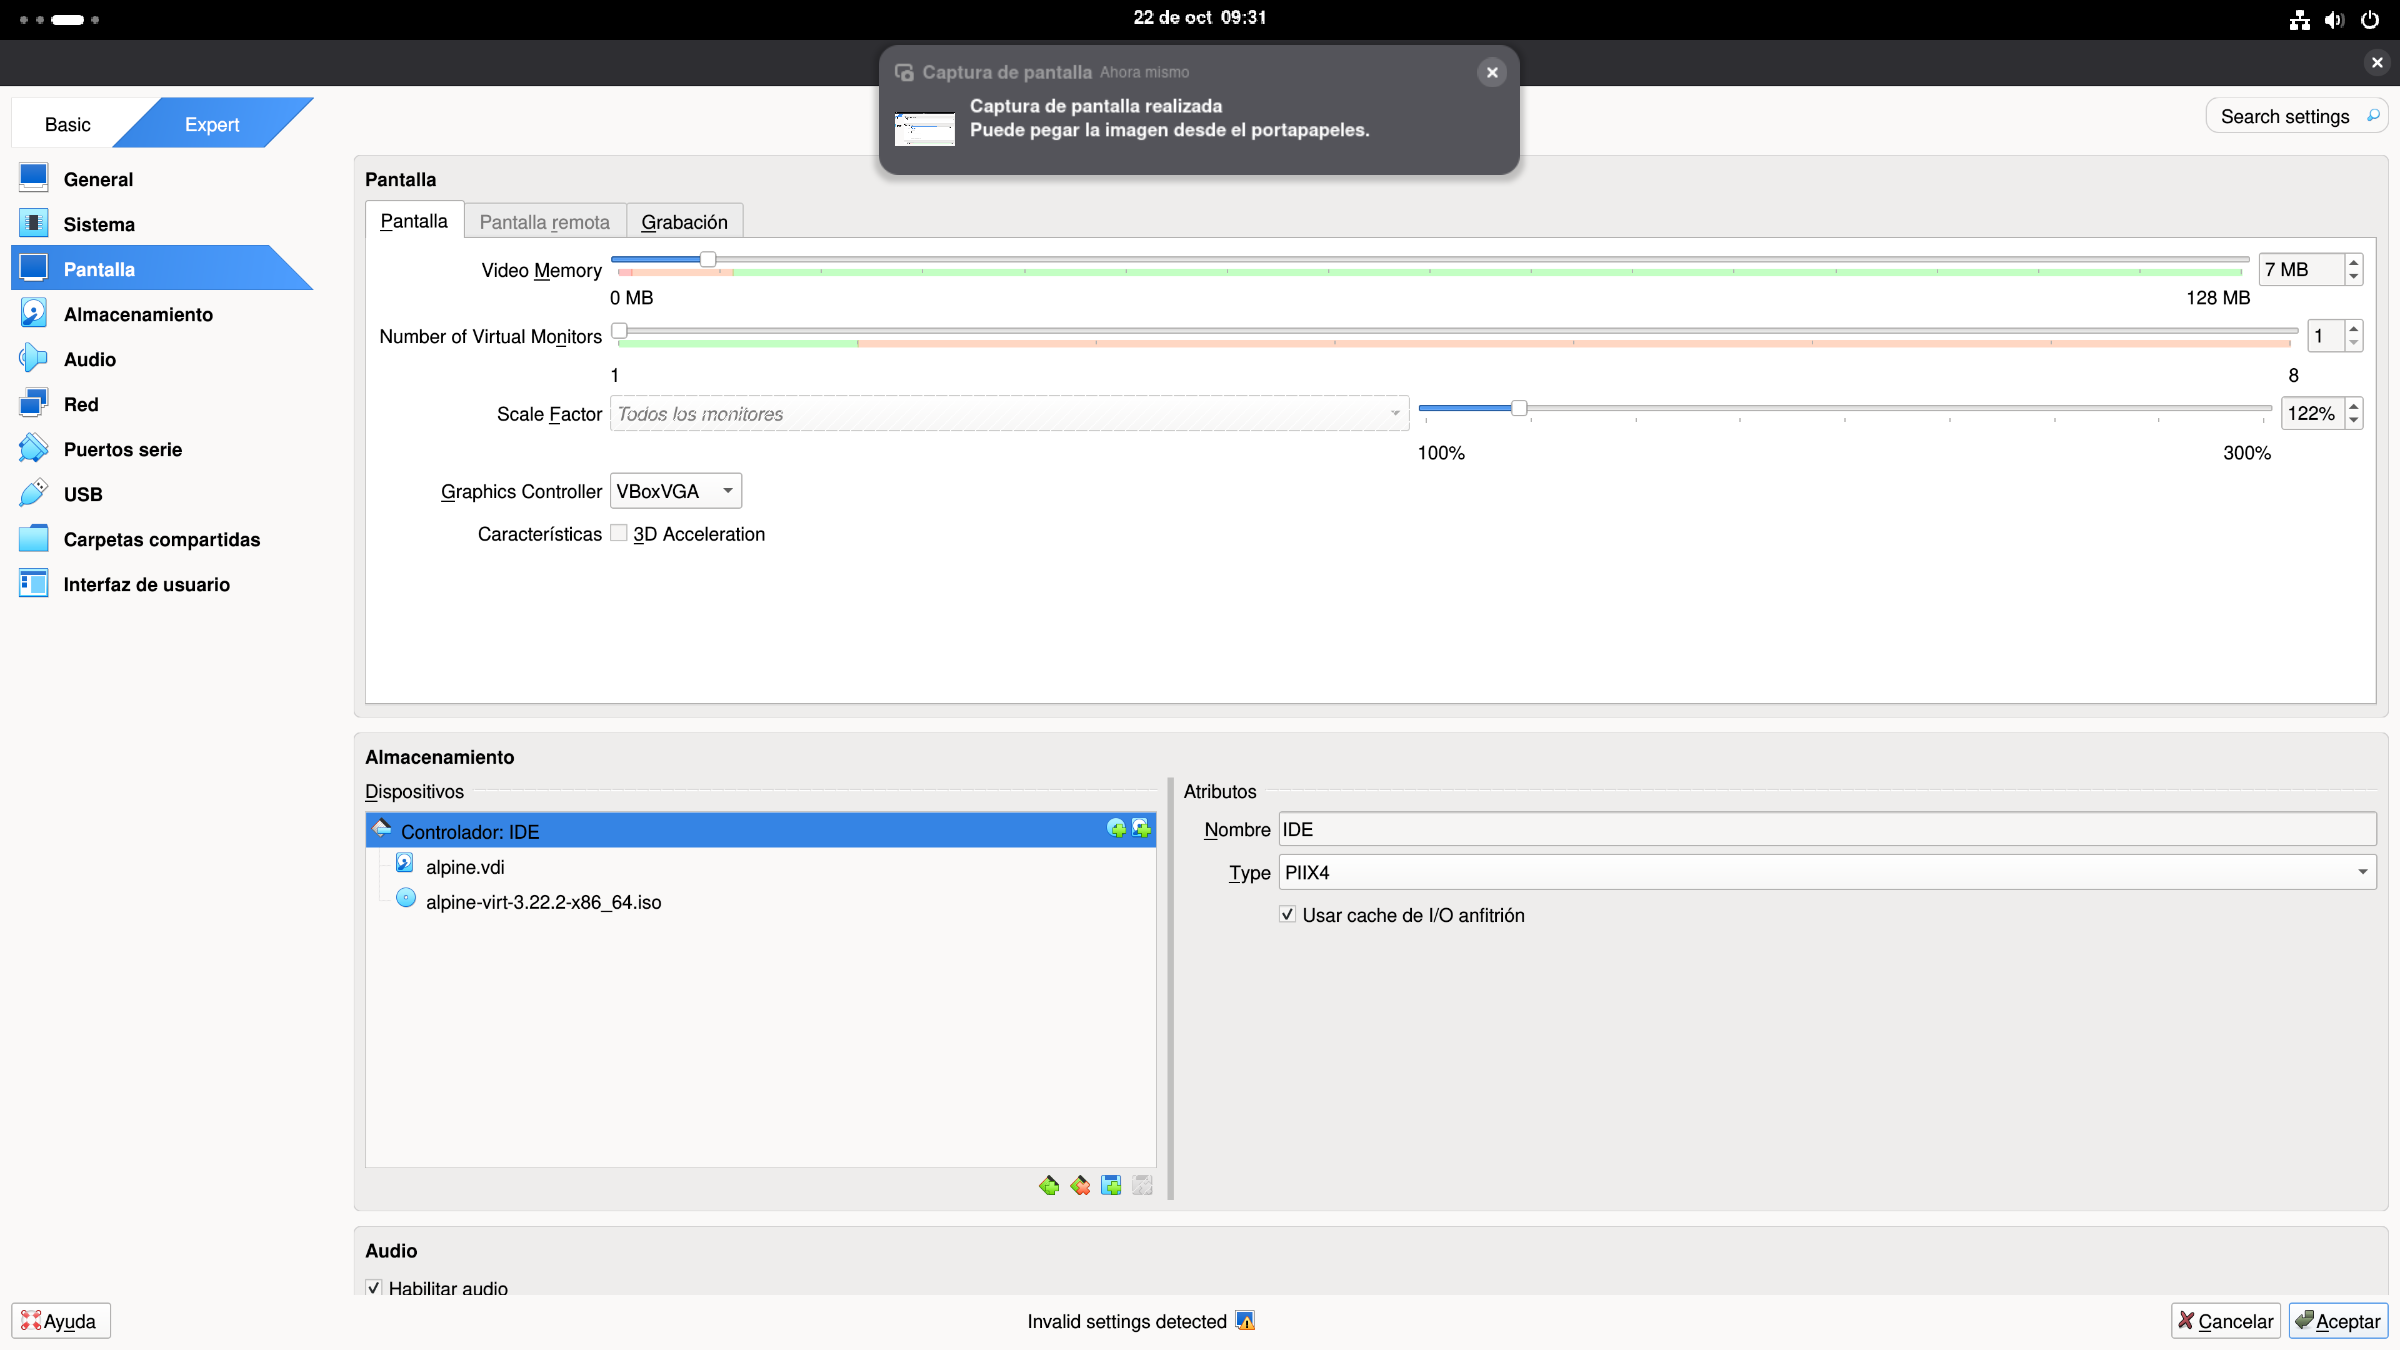 22 de oct 09:31
Captura de pantalla Ahora mismo
Captura de pantalla realizada
Puede pegar la imagen desde el portapapeles.
Basic
Expert
Search settings
General
Sistema
Pantalla
Almacenamiento
Audio
Red
Puertos serie
USB
Carpetas compartidas
Interfaz de usuario
Pantalla
Pantalla
Pantalla remota
Grabación
Video Memory
7 MB
0 MB
128 MB
Number of Virtual Monitors
1
1
8
Scale Factor
Todos los monitores
122%
100%
300%
Graphics Controller
VBoxVGA
Características
3D Acceleration
Almacenamiento
Dispositivos
Controlador: IDE
alpine.vdi
alpine-virt-3.22.2-x86_64.iso
Atributos
Nombre
IDE
Type
PIIX4
Usar cache de I/O anfitrión
Audio
Habilitar audio
Ayuda
Invalid settings detected
Cancelar
Aceptar